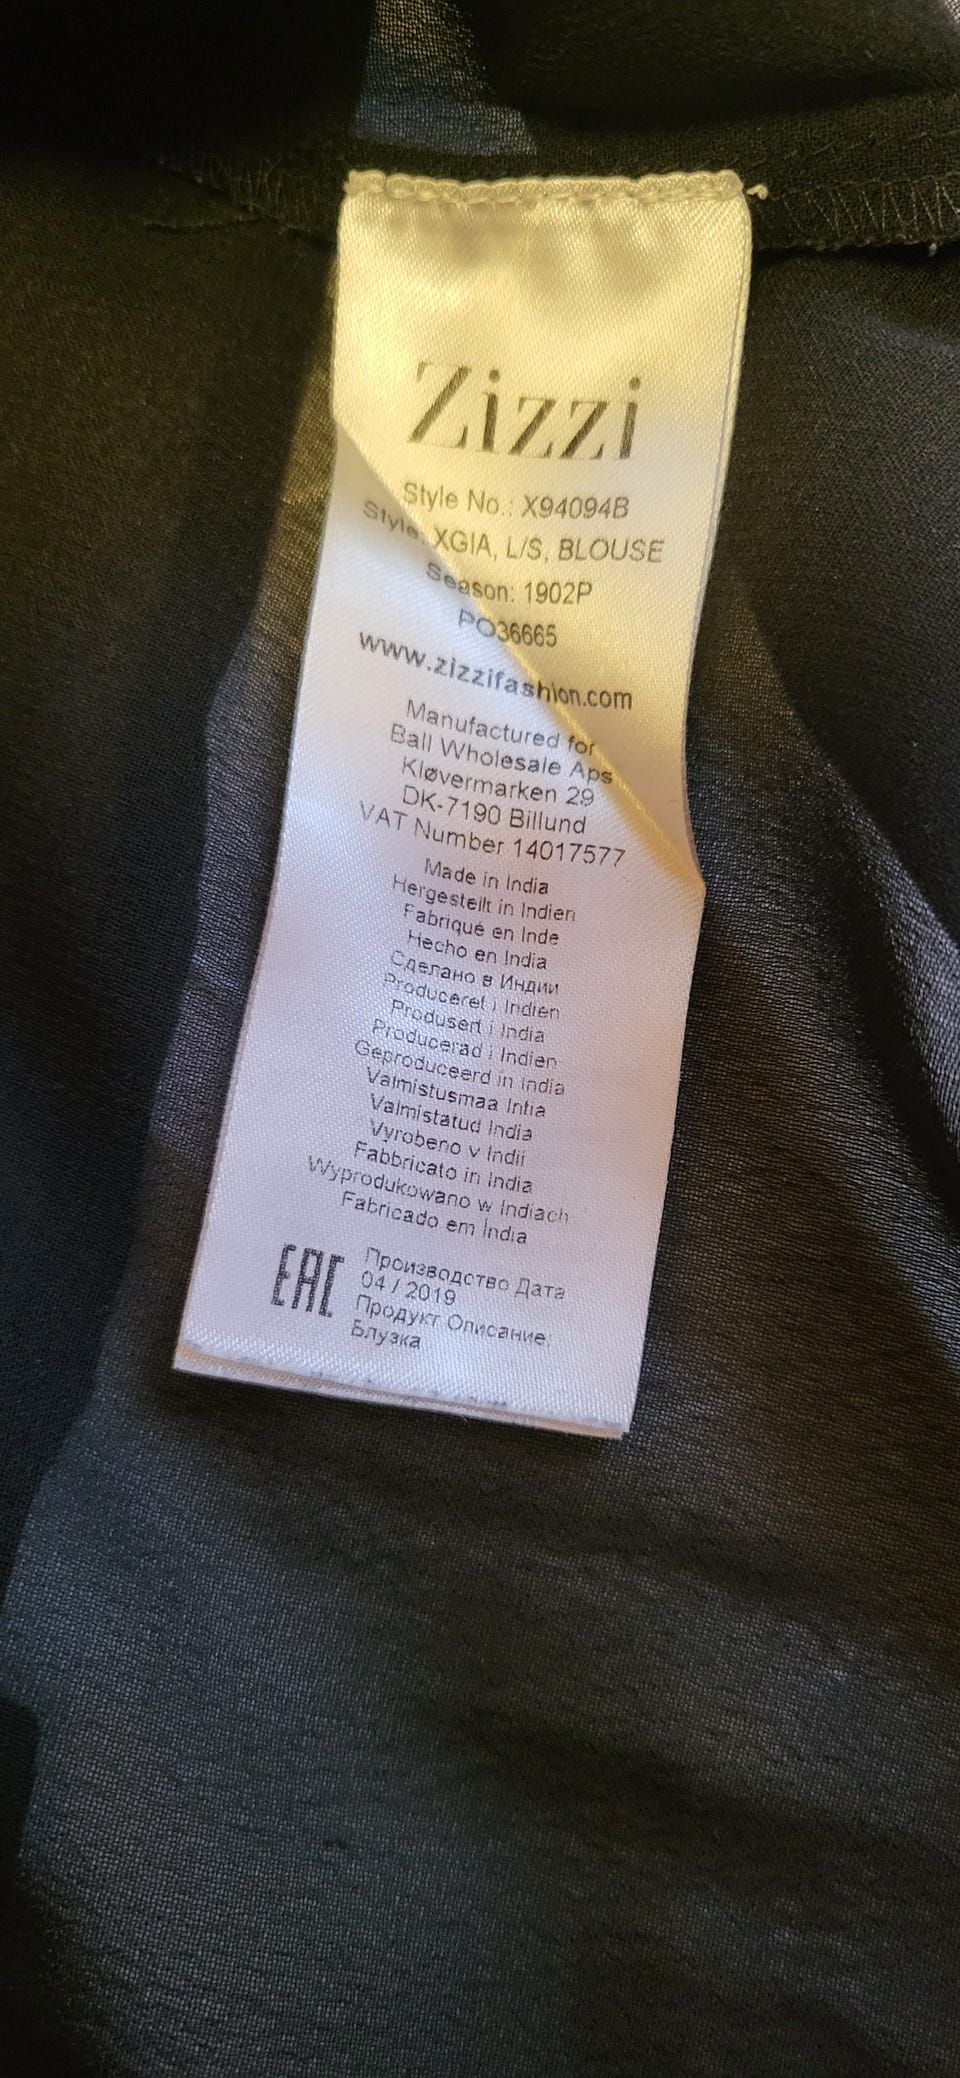 Zizzi
Style No.: X94094B
Style: XGIA, L/S, BLOUSE
Season: 1902P
PO36665
www.zizzifashion.com
Manufactured for
Ball Wholesale Aps
Kløvermarken 29
DK-7190 Billund
VAT Number 14017577
Made in India
Hergestellt in Indien
Fabriqué en Inde
Hecho en India
Сделано в Индии
Produceret i Indien
Produsert i India
Producerad i Indien
Geproduceerd in India
Valmistusmaa Intia
Valmistatud India
Vyrobeno v Indii
Fabbricato in India
Wyprodukowano w Indiach
Fabricado em Índia
EAC
Производство Дата
04 / 2019
Продукт Описание:
Блузка